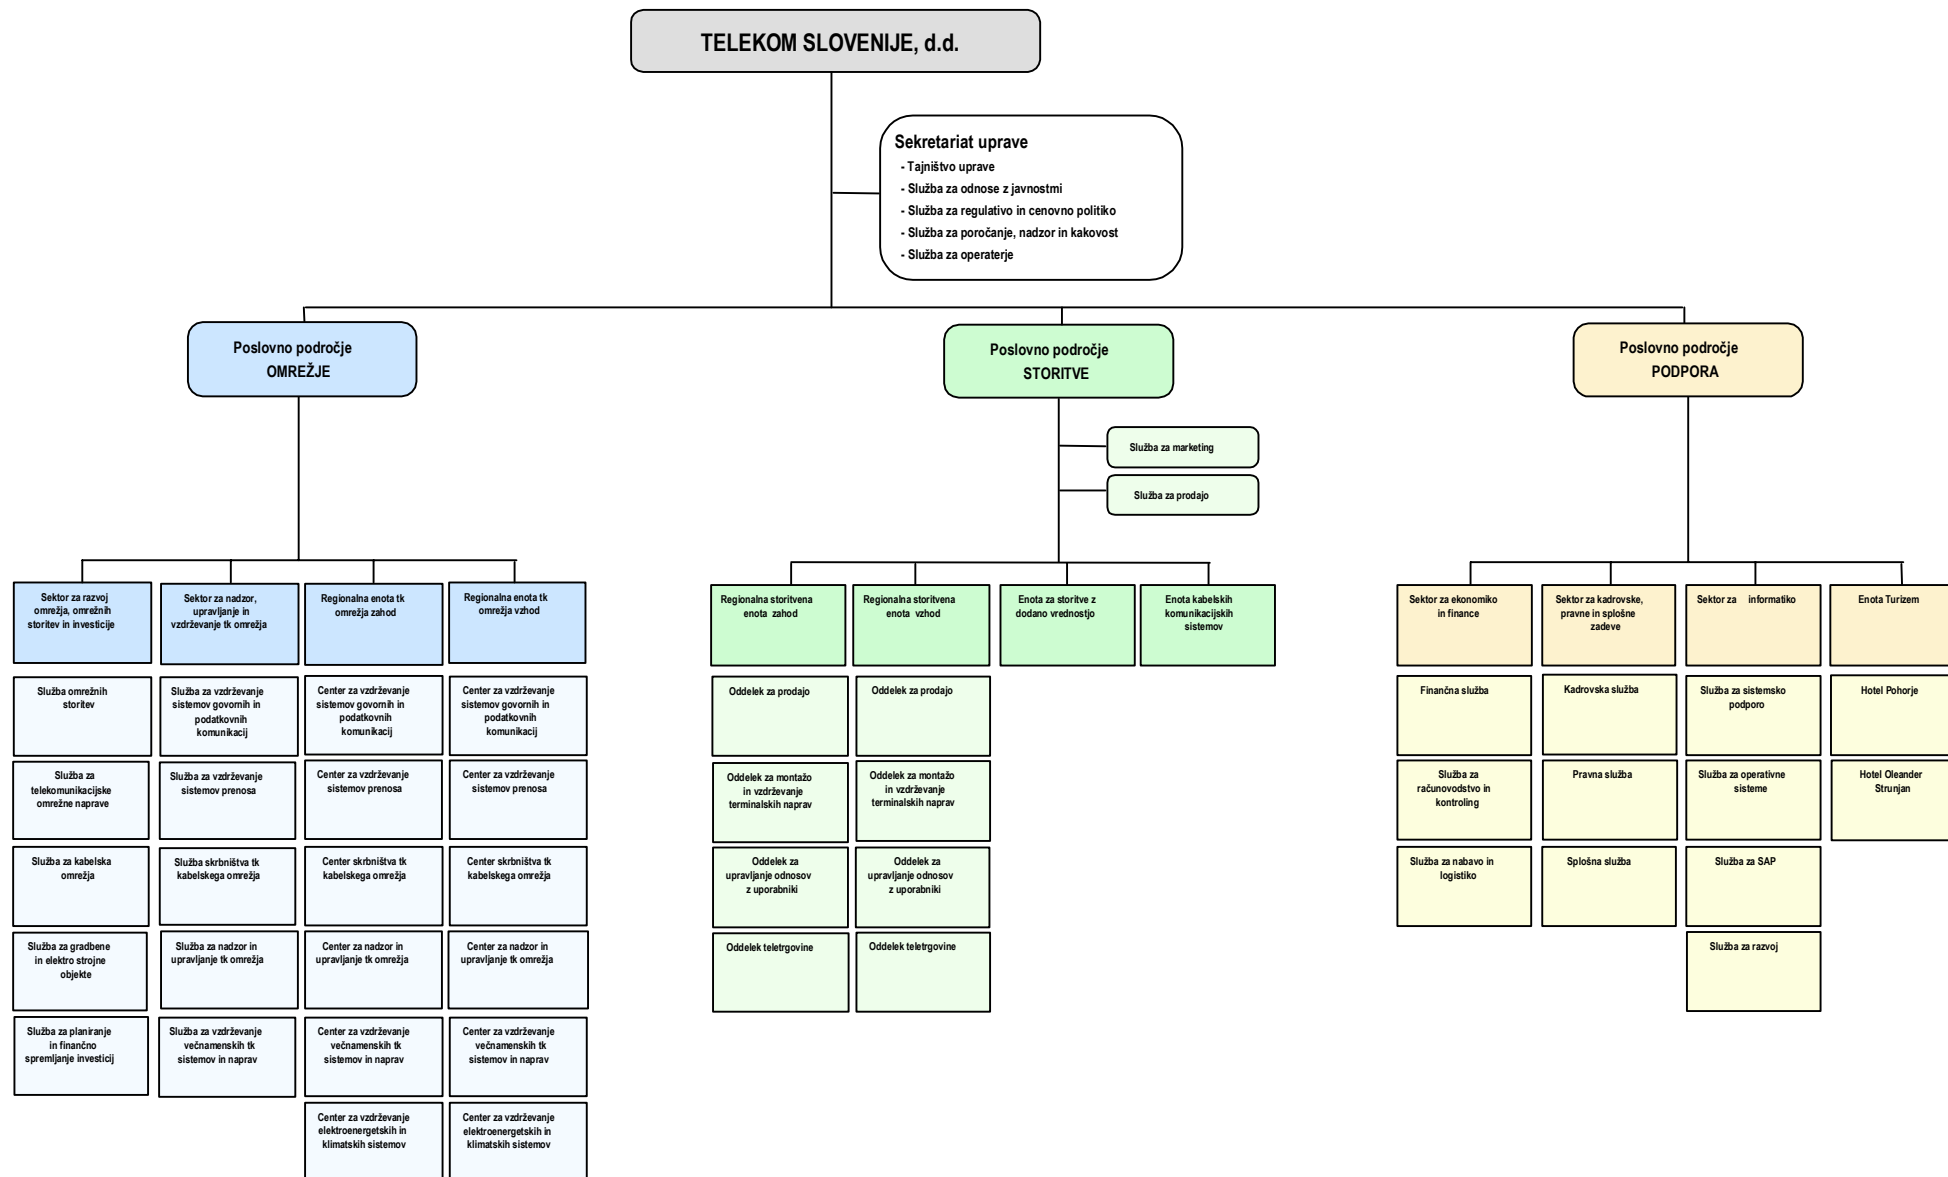 TELEKOM SLOVENIJE, d.d.
Sekretariat uprave
- Tajništvo uprave
- Služba za odnose z javnostmi
- Služba za regulativo in cenovno politiko
- Služba za poročanje, nadzor in kakovost
- Služba za operaterje
Poslovno področje
OMREŽJE
Poslovno področje
STORITVE
Poslovno področje
PODPORA
Služba za marketing
Služba za prodajo
Sektor za razvoj
omrežja, omrežnih
storitev in investicije
Služba omrežnih
storitev
Služba za
telekomunikacijske
omrežne naprave
Služba za kabelska
omrežja
Služba za gradbene
in elektro strojne
objekte
Služba za planiranje
in finančno
spremljanje investicij
Sektor za nadzor,
upravljanje in
vzdrževanje tk omrežja
Služba za vzdrževanje
sistemov govornih in
podatkovnih
komunikacij
Služba za vzdrževanje
sistemov prenosa
Služba skrbništva tk
kabelskega omrežja
Služba za nadzor in
upravljanje tk omrežja
Služba za vzdrževanje
večnamenskih tk
sistemov in naprav
Regionalna enota tk
omrežja zahod
Center za vzdrževanje
sistemov govornih in
podatkovnih
komunikacij
Center za vzdrževanje
sistemov prenosa
Center skrbništva tk
kabelskega omrežja
Center za nadzor in
upravljanje tk omrežja
Center za vzdrževanje
večnamenskih tk
sistemov in naprav
Center za vzdrževanje
elektroenergetskih in
klimatskih sistemov
Regionalna enota tk
omrežja vzhod
Center za vzdrževanje
sistemov govornih in
podatkovnih
komunikacij
Center za vzdrževanje
sistemov prenosa
Center skrbništva tk
kabelskega omrežja
Center za nadzor in
upravljanje tk omrežja
Center za vzdrževanje
večnamenskih tk
sistemov in naprav
Center za vzdrževanje
elektroenergetskih in
klimatskih sistemov
Regionalna storitvena
enota zahod
Oddelek za prodajo
Oddelek za montažo
in vzdrževanje
terminalskih naprav
Oddelek za
upravljanje odnosov
z uporabniki
Oddelek teletrgovine
Regionalna storitvena
enota vzhod
Oddelek za prodajo
Oddelek za montažo
in vzdrževanje
terminalskih naprav
Oddelek za
upravljanje odnosov
z uporabniki
Oddelek teletrgovine
Enota za storitve z
dodano vrednostjo
Enota kabelskih
komunikacijskih
sistemov
Sektor za ekonomiko
in finance
Finančna služba
Služba za
računovodstvo in
kontroling
Služba za nabavo in
logistiko
Sektor za kadrovske,
pravne in splošne
zadeve
Kadrovska služba
Pravna služba
Splošna služba
Sektor za informatiko
Služba za sistemsko
podporo
Služba za operativne
sisteme
Služba za SAP
Služba za razvoj
Enota Turizem
Hotel Pohorje
Hotel Oleander
Strunjan